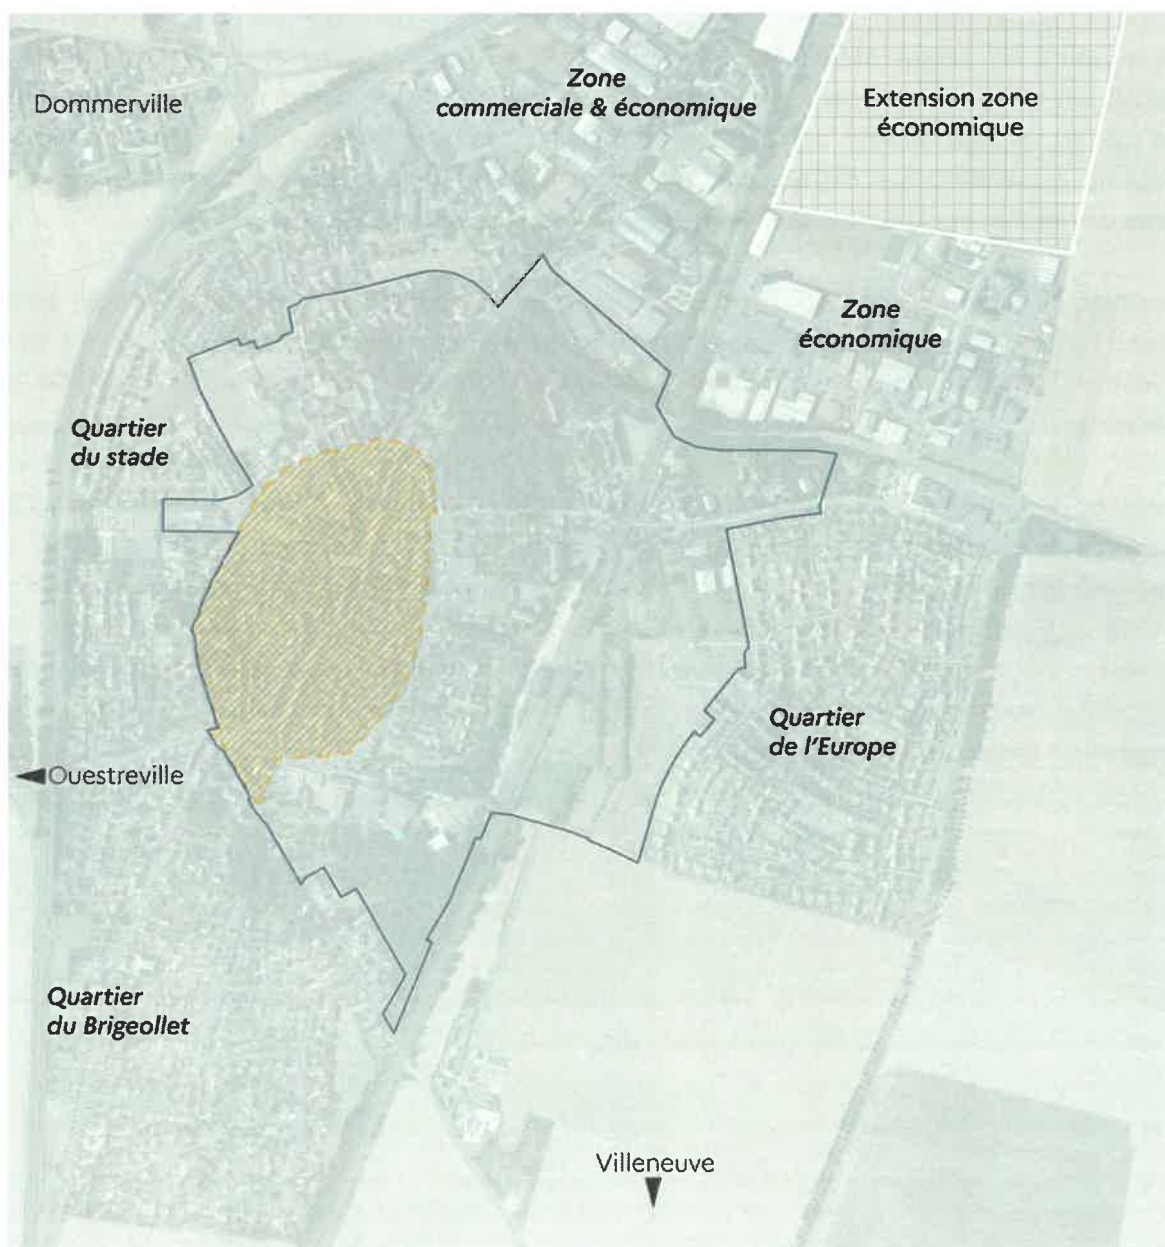 Zone
commerciale & économique
Dommerville
Extension zone
économique
Zone
économique
Quartier
du stade
Quartier
de l'Europe
Ouestreville
Quartier
du Brigeollet
Villeneuve